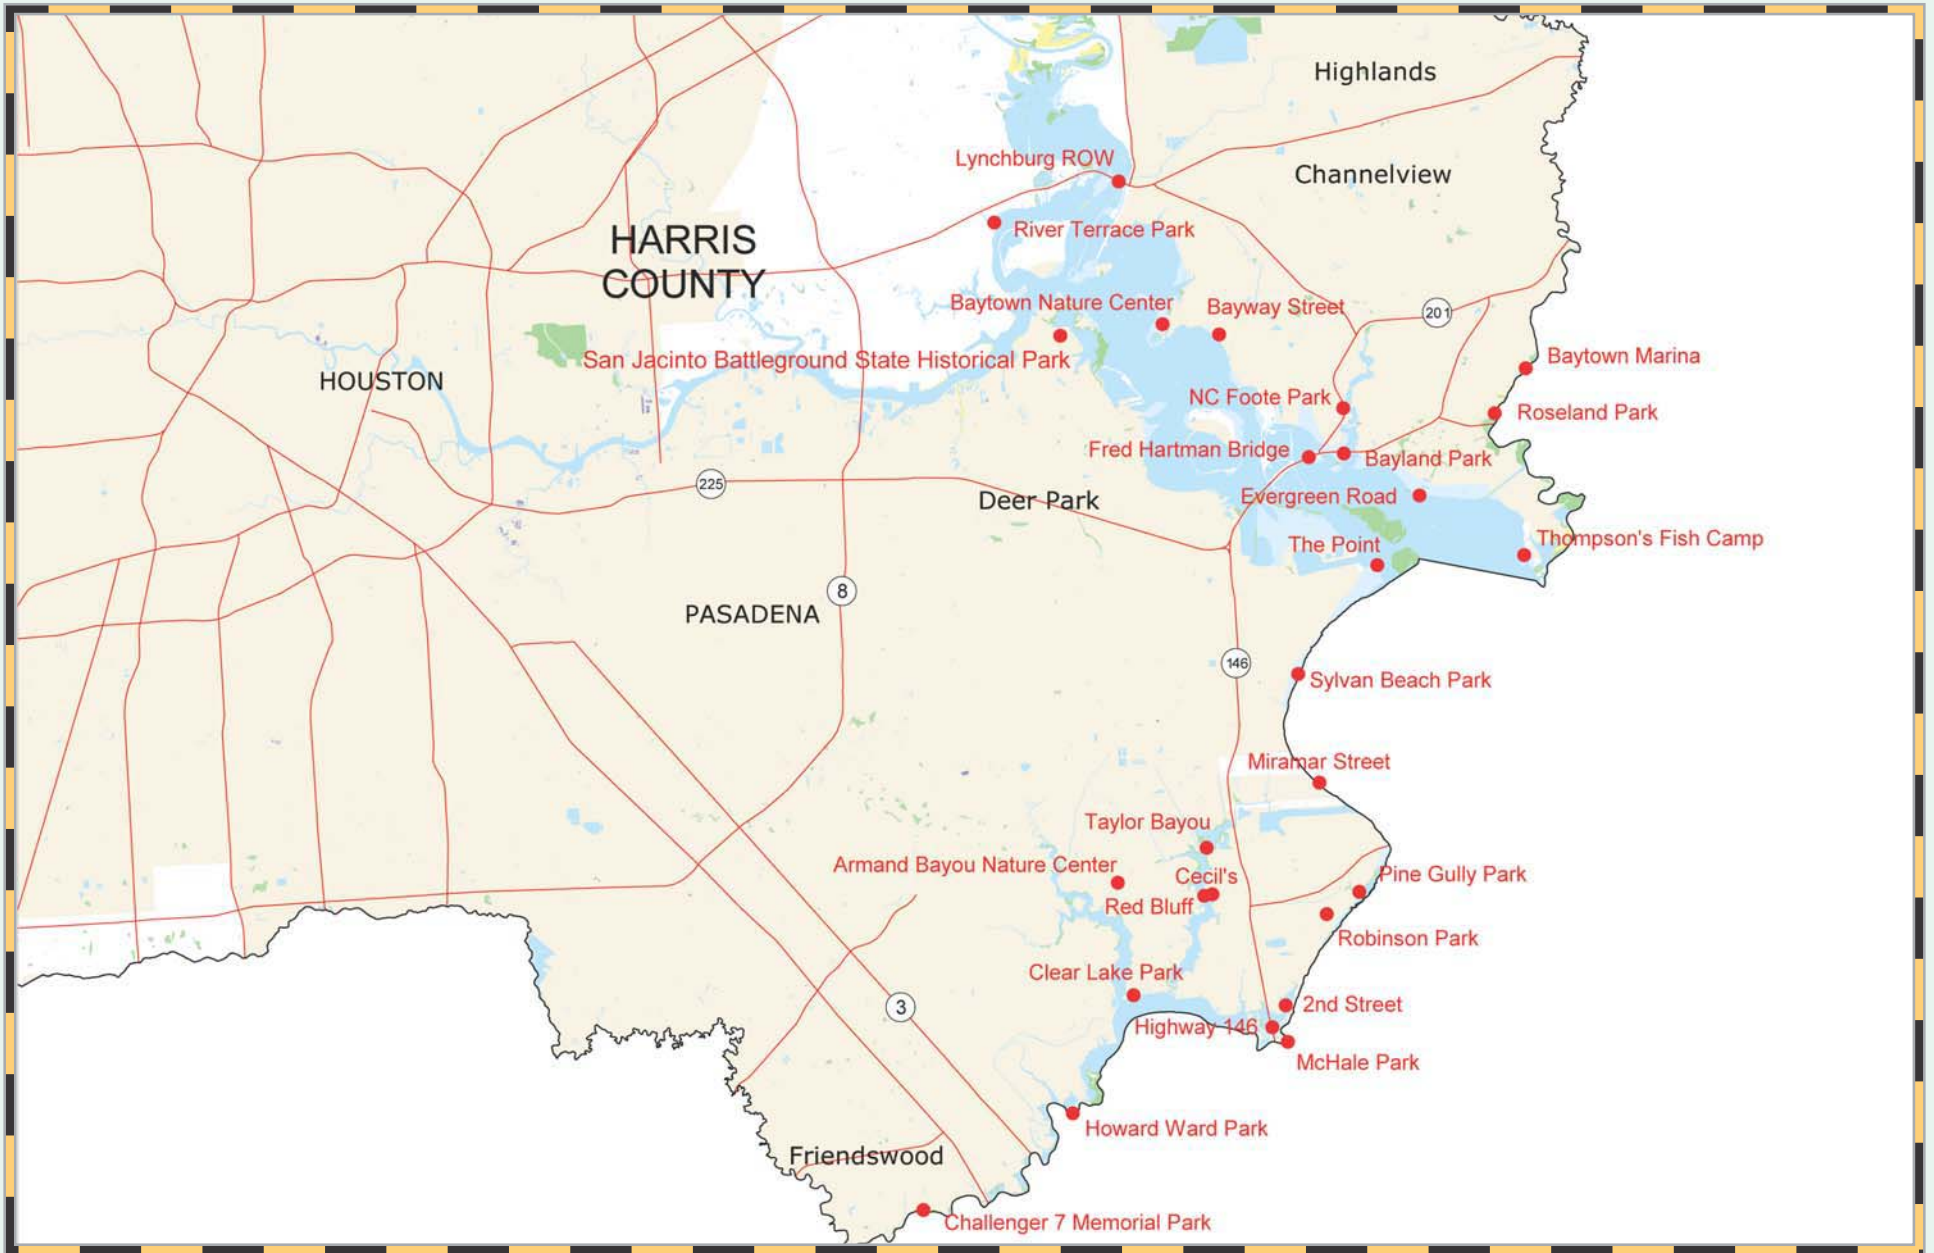 Highlands
Lynchburg ROW
Channelview
River Terrace Park
HARRIS
COUNTY
Baytown Nature Center
Bayway Street
201
San Jacinto Battleground State Historical Park
Baytown Marina
HOUSTON
NC Foote Park
Roseland Park
Fred Hartman Bridge
Bayland Park
225
Deer Park
Evergreen Road
The Point
Thompson's Fish Camp
8
PASADENA
146
Sylvan Beach Park
Miramar Street
Taylor Bayou
Armand Bayou Nature Center
Cecil's
Pine Gully Park
Red Bluff
Robinson Park
Clear Lake Park
3
2nd Street
Highway 146
McHale Park
Howard Ward Park
Friendswood
Challenger 7 Memorial Park